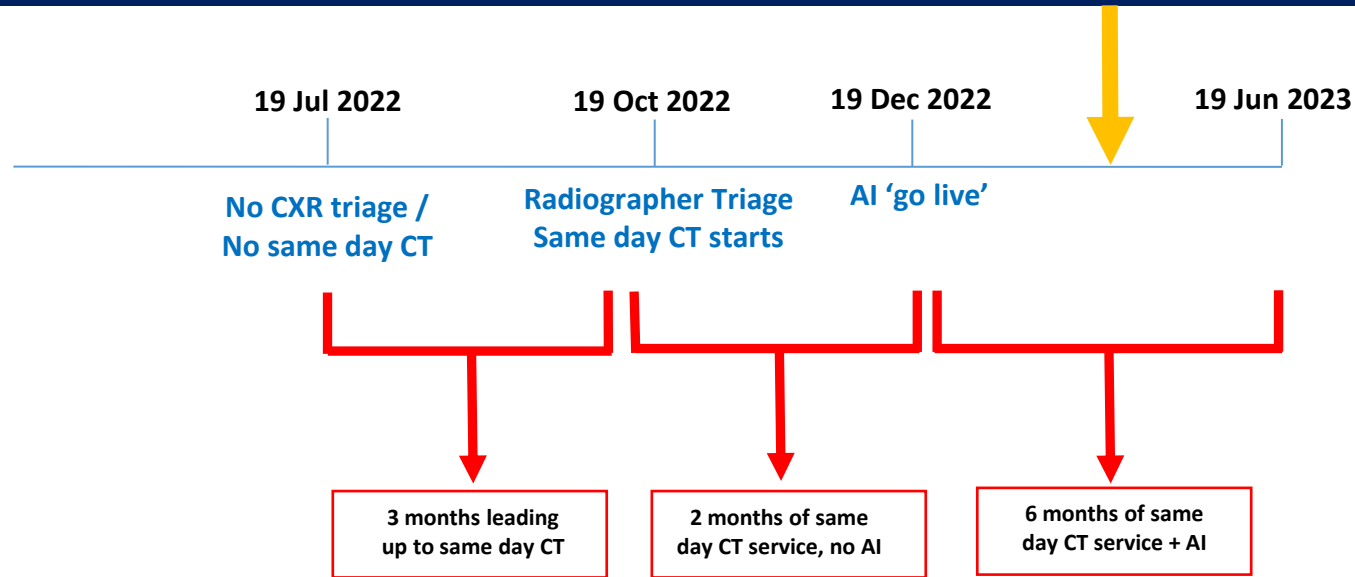 19 Jul 2022
19 Oct 2022
19 Dec 2022
19 Jun 2023
No CXR triage /
No same day CT
Radiographer Triage
Same day CT starts
AI ‘go live’
3 months leading
up to same day CT
2 months of same
day CT service, no AI
6 months of same
day CT service + AI